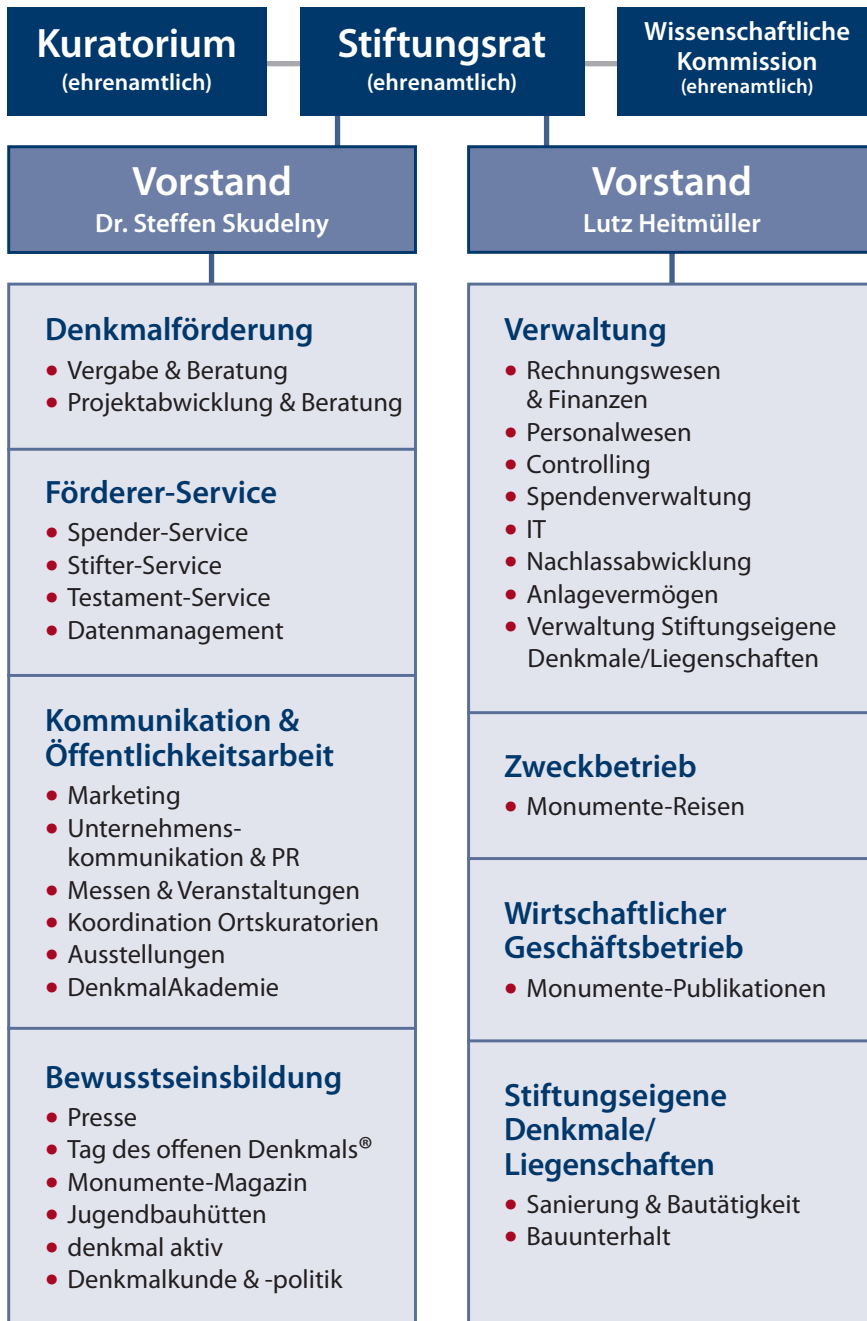 Kuratorium
(ehrenamtlich)
Stiftungsrat
(ehrenamtlich)
Wissenschaftliche
Kommission
(ehrenamtlich)
Vorstand
Dr. Steffen Skudelny
Denkmalförderung
• Vergabe & Beratung
• Projektabwicklung & Beratung
Förderer-Service
• Spender-Service
• Stifter-Service
• Testament-Service
• Datenmanagement
Kommunikation &
Öffentlichkeitsarbeit
• Marketing
• Unternehmens-
kommunikation & PR
• Messen & Veranstaltungen
• Koordination Ortskuratorien
• Ausstellungen
• DenkmalAkademie
Bewusstseinsbildung
• Presse
• Tag des offenen Denkmals®
• Monumente-Magazin
• Jugendbauhütten
• denkmal aktiv
• Denkmalkunde & -politik
Vorstand
Lutz Heitmüller
Verwaltung
• Rechnungswesen
& Finanzen
• Personalwesen
• Controlling
• Spendenverwaltung
• IT
• Nachlassabwicklung
• Anlagevermögen
• Verwaltung Stiftungseigene
Denkmale/Liegenschaften
Zweckbetrieb
• Monumente-Reisen
Wirtschaftlicher
Geschäftsbetrieb
• Monumente-Publikationen
Stiftungseigene
Denkmale/
Liegenschaften
• Sanierung & Bautätigkeit
• Bauunterhalt